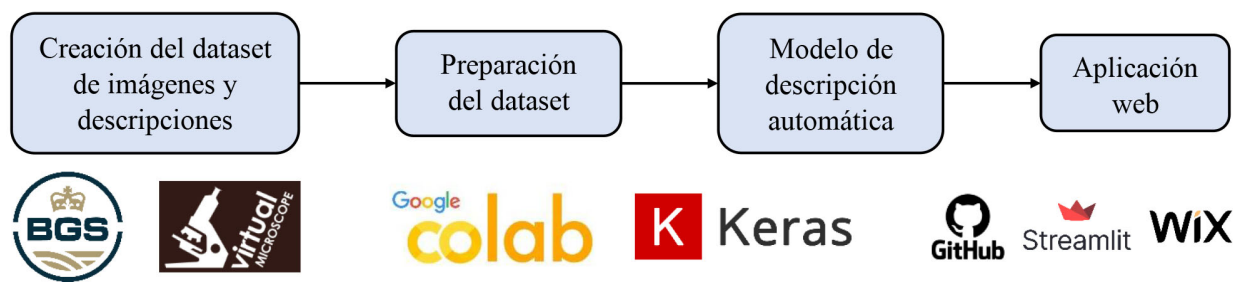 Creación del dataset
de imágenes y
descripciones
Preparación
del dataset
Modelo de
descripción
automática
Aplicación
web
BGS
virtual
MICROSCOPE
Google
colab
K Keras
GitHub
Streamlit
WiX